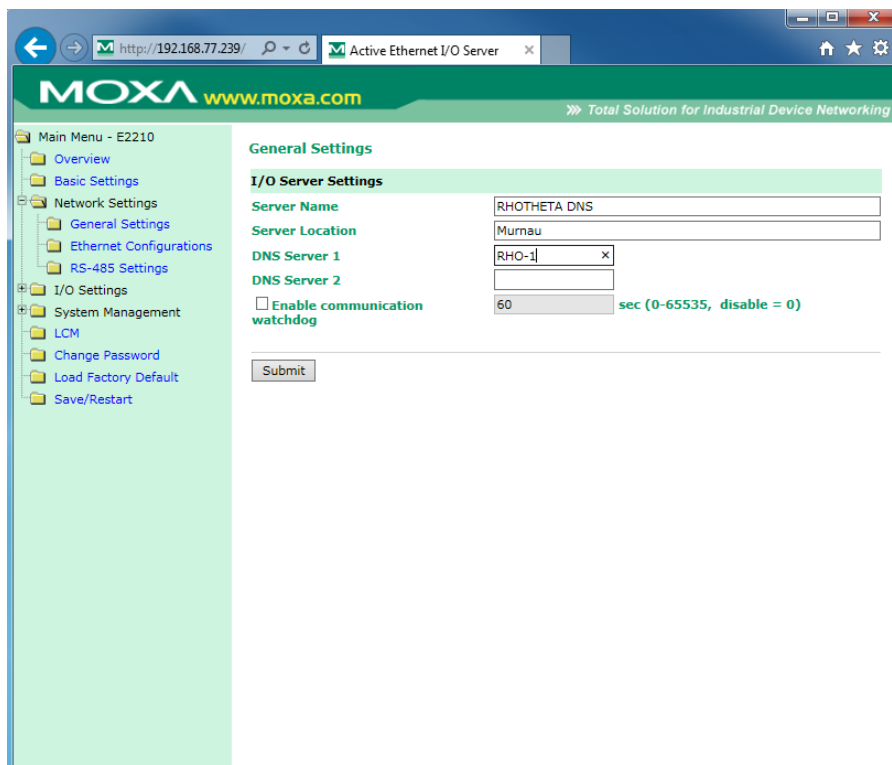 http://192.168.77.239/
Active Ethernet I/O Server
MOXA www.moxa.com
Total Solution for Industrial Device Networking
Main Menu - E2210
Overview
Basic Settings
Network Settings
General Settings
Ethernet Configurations
RS-485 Settings
I/O Settings
System Management
LCM
Change Password
Load Factory Default
Save/Restart
General Settings
I/O Server Settings
Server Name RHOTHETA DNS
Server Location Murnau
DNS Server 1 RHO-1
DNS Server 2
Enable communication watchdog 60 sec (0-65535, disable = 0)
Submit